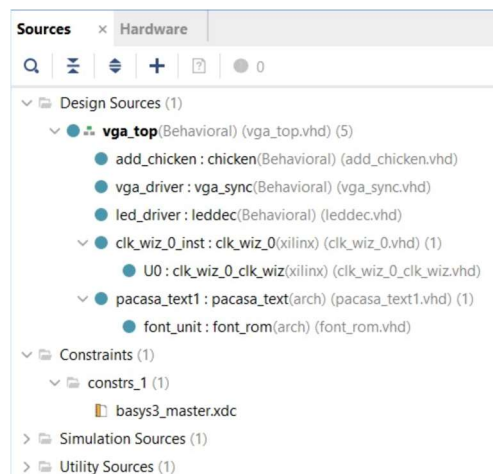 Sources × Hardware
0
Design Sources (1)
vga_top(Behavioral) (vga_top.vhd) (5)
add_chicken : chicken(Behavioral) (add_chicken.vhd)
vga_driver : vga_sync(Behavioral) (vga_sync.vhd)
led_driver : leddec(Behavioral) (leddec.vhd)
clk_wiz_0_inst : clk_wiz_0(xilinx) (clk_wiz_0.vhd) (1)
U0 : clk_wiz_0_clk_wiz(xilinx) (clk_wiz_0_clk_wiz.vhd)
pacasa_text1 : pacasa_text(arch) (pacasa_text1.vhd) (1)
font_unit : font_rom(arch) (font_rom.vhd)
Constraints (1)
constrs_1 (1)
basys3_master.xdc
Simulation Sources (1)
Utility Sources (1)